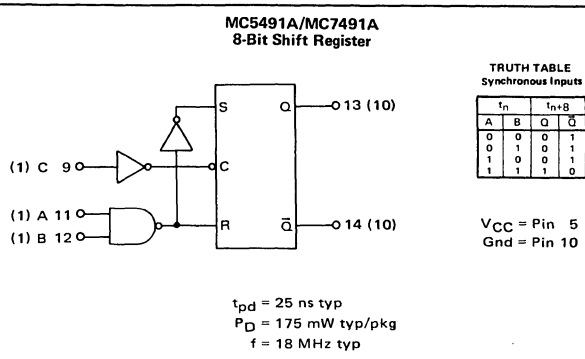 MC5491A/MC7491A
8-Bit Shift Register
TRUTH TABLE
Synchronous Inputs
tn tn+8
A B Q Q̄
0 0 0 1
0 1 0 1
1 0 0 1
1 1 1 0
S Q 13 (10)
(1) C 9 C
(1) A 11
(1) B 12
R Q̄ 14 (10)
VCC = Pin 5
Gnd = Pin 10
tpd = 25 ns typ
PD = 175 mW typ/pkg
f = 18 MHz typ